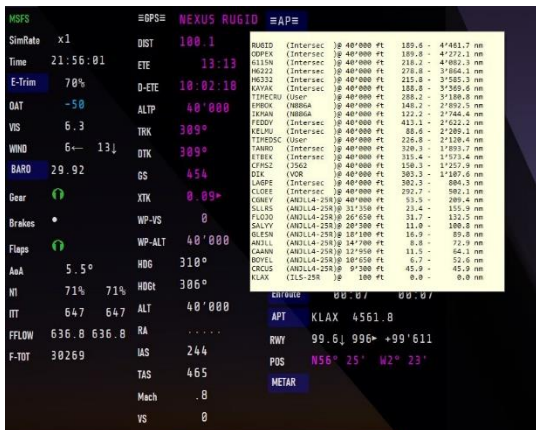 MSFS ≡GPS≡ NEXUS RUGID ≡AP≡
SimRate x1 DIST 100.1
Time 21:56:01 ETE 13:13
E-Trim 70% D-ETE 10:02:18
OAT -50 ALTP 40'000
VIS 6.3 TRK 309°
WIND 6← 13↓ DTK 309°
BARO 29.92 GS 454
Gear XTK 0.09►
Brakes • WP-VS 0
Flaps WP-ALT 40'000
AoA 5.5° HDG 310°
N1 71% 71% HDGt 306°
ITT 647 647 ALT 40'000
FFLOW 636.8 636.8 RA .....
F-TOT 30269 IAS 244
TAS 465
Mach .8
VS 0
RUGID (Intersec )@ 40'000 ft 189.6 - 4'461.7 nm
ODPEX (Intersec )@ 40'000 ft 189.8 - 4'272.1 nm
6115N (Intersec )@ 40'000 ft 218.2 - 4'082.3 nm
H6222 (Intersec )@ 40'000 ft 278.8 - 3'864.1 nm
H6332 (Intersec )@ 40'000 ft 215.8 - 3'585.3 nm
KAYAK (Intersec )@ 40'000 ft 188.8 - 3'369.6 nm
TIMECRU (User )@ 40'000 ft 288.2 - 3'180.8 nm
EMBOK (N886A )@ 40'000 ft 148.2 - 2'892.5 nm
IKMAN (N886A )@ 40'000 ft 122.2 - 2'744.4 nm
FEDDY (Intersec )@ 40'000 ft 413.1 - 2'622.2 nm
KELMU (Intersec )@ 40'000 ft 88.6 - 2'209.1 nm
TIMEDSC (User )@ 40'000 ft 226.8 - 2'120.4 nm
TANRO (Intersec )@ 40'000 ft 320.2 - 1'893.7 nm
ETBEK (Intersec )@ 40'000 ft 315.4 - 1'573.4 nm
CFMSZ (J562 )@ 40'000 ft 150.3 - 1'257.9 nm
DIK (VOR )@ 40'000 ft 303.3 - 1'107.6 nm
LAGPE (Intersec )@ 40'000 ft 302.3 - 804.3 nm
CLOEE (Intersec )@ 40'000 ft 292.7 - 502.1 nm
CGNEY (ANJLL4-25R)@ 40'000 ft 53.5 - 209.4 nm
SLLRS (ANJLL4-25R)@ 31'350 ft 23.4 - 155.9 nm
FLOJO (ANJLL4-25R)@ 26'650 ft 31.7 - 132.5 nm
SALYY (ANJLL4-25R)@ 20'300 ft 11.0 - 100.8 nm
GLESN (ANJLL4-25R)@ 18'100 ft 16.9 - 89.8 nm
ANJLL (ANJLL4-25R)@ 14'700 ft 8.8 - 72.9 nm
CAANN (ANJLL4-25R)@ 12'950 ft 11.5 - 64.1 nm
BOYEL (ANJLL4-25R)@ 10'650 ft 6.7 - 52.6 nm
CRCUS (ANJLL4-25R)@ 9'300 ft 45.9 - 45.9 nm
KLAX (ILS-25R )@ 100 ft 0.0 - 0.0 nm
Enroute 00:07 00:07
APT KLAX 4561.8
RWY 99.6↓ 996► +99'611
POS N56° 25' W2° 23'
METAR